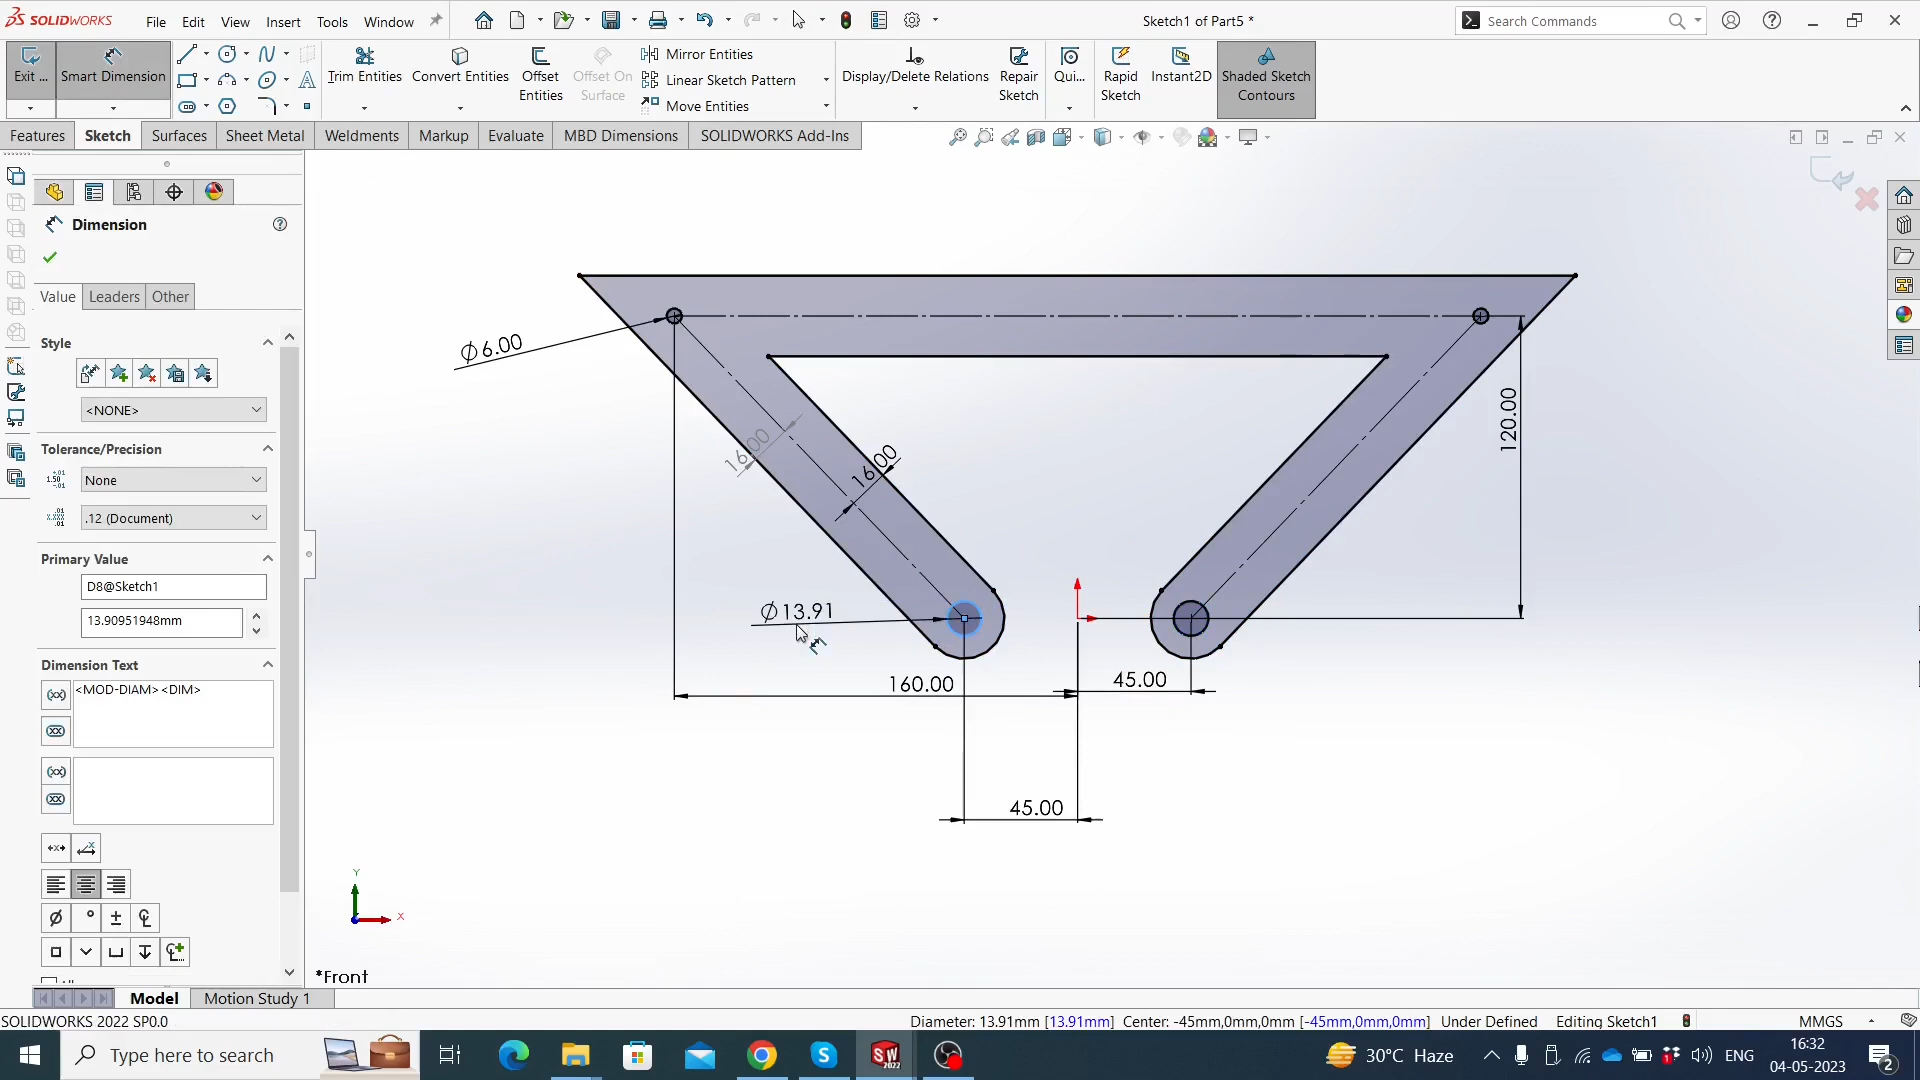 SOLIDWORKS
File Edit View Insert Tools Window
Sketch1 of Part5 *
Search Commands
Exit ...
Smart Dimension
Trim Entities
Convert Entities
Offset Entities
Offset On Surface
Mirror Entities
Linear Sketch Pattern
Move Entities
Display/Delete Relations
Repair Sketch
Qui...
Rapid Sketch
Instant2D
Shaded Sketch Contours
Features Sketch Surfaces Sheet Metal Weldments Markup Evaluate MBD Dimensions SOLIDWORKS Add-Ins
Dimension
Value Leaders Other
Style
<NONE>
Tolerance/Precision
None
.12 (Document)
Primary Value
D8@Sketch1
13.90951948mm
Dimension Text
<MOD-DIAM><DIM>
∅6.00
16.00
16.00
120.00
∅13.91
160.00
45.00
45.00
Y
X
*Front
Model Motion Study 1
SOLIDWORKS 2022 SP0.0
Diameter: 13.91mm [13.91mm] Center: -45mm,0mm,0mm [-45mm,0mm,0mm] Under Defined Editing Sketch1 MMGS
Type here to search
30°C Haze
ENG
16:32
04-05-2023
2